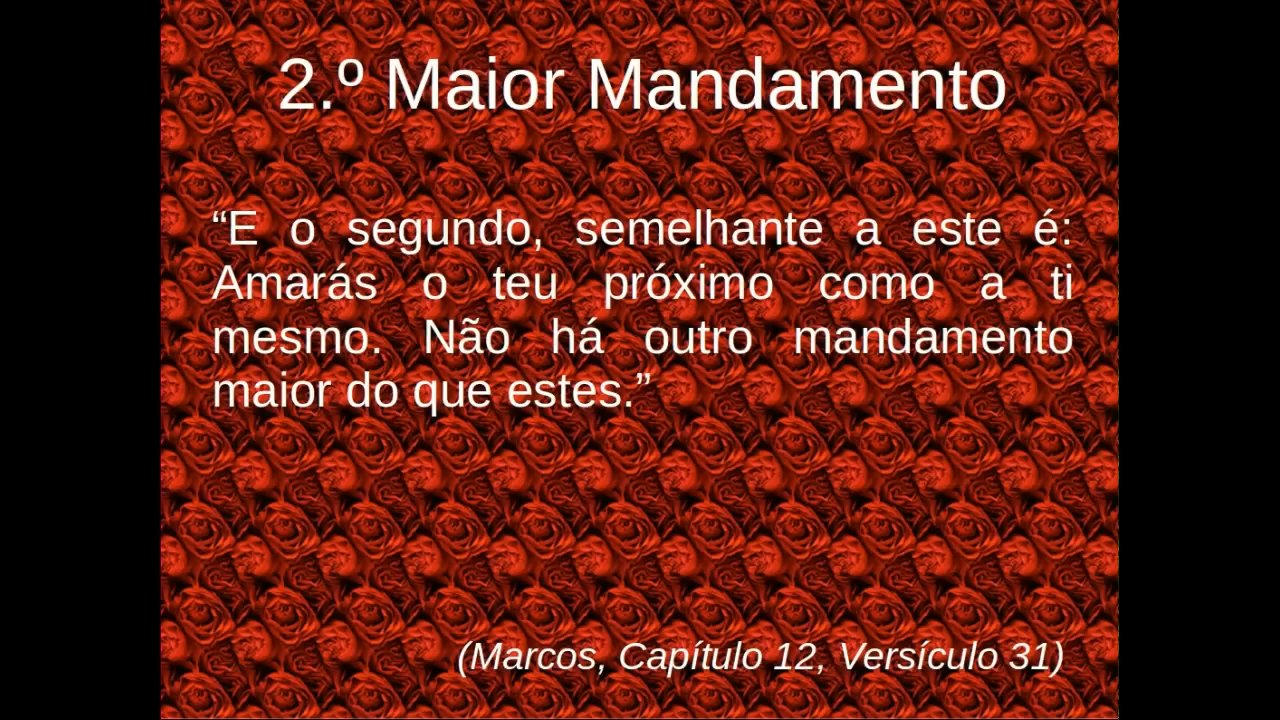 2.º Maior Mandamento
“E o segundo, semelhante a este é:
Amarás o teu próximo como a ti
mesmo. Não há outro mandamento
maior do que estes.”
(Marcos, Capítulo 12, Versículo 31)